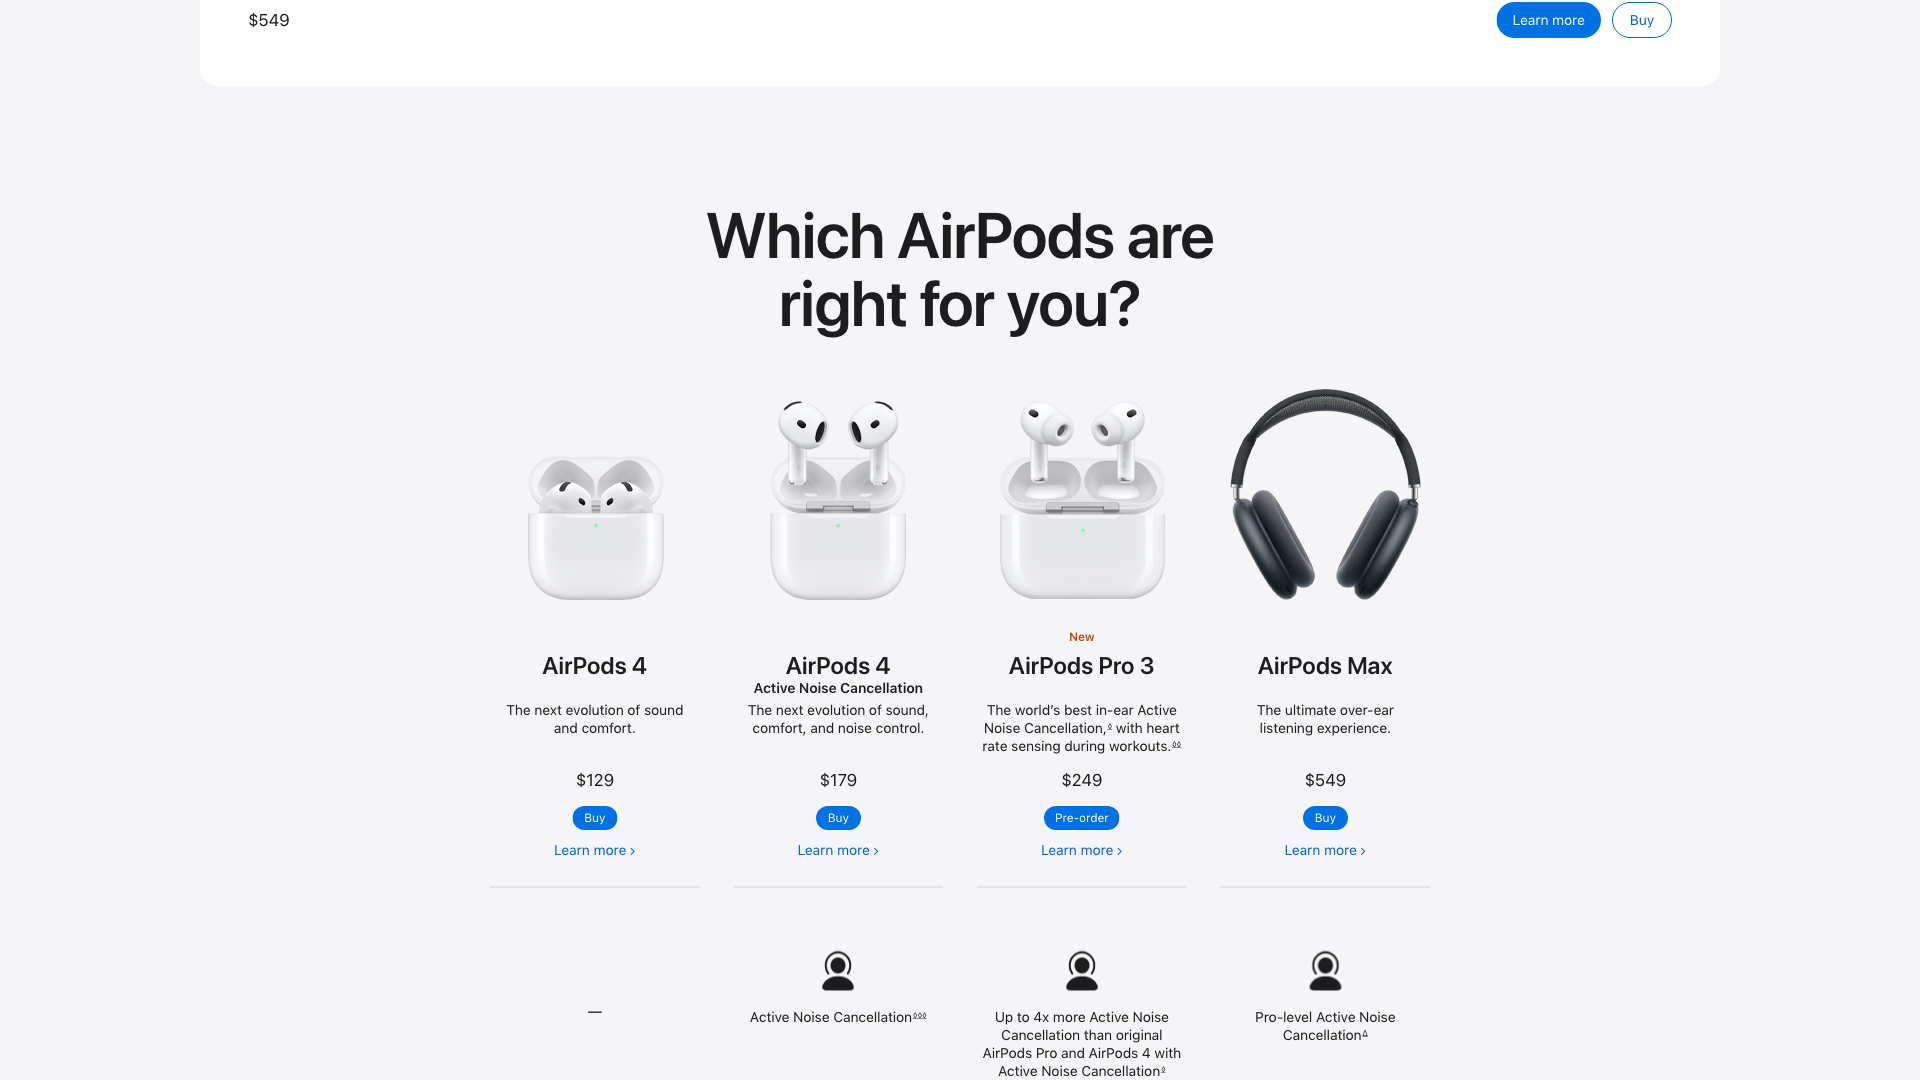 $549
Learn more
Buy
Which AirPods are
right for you?
AirPods 4
The next evolution of sound
and comfort.
$129
Buy
Learn more >
AirPods 4
Active Noise Cancellation
The next evolution of sound,
comfort, and noise control.
$179
Buy
Learn more >
New
AirPods Pro 3
The world’s best in-ear Active
Noise Cancellation,◊ with heart
rate sensing during workouts.◊◊
$249
Pre-order
Learn more >
AirPods Max
The ultimate over-ear
listening experience.
$549
Buy
Learn more >
—
Active Noise Cancellation◊◊◊
Up to 4x more Active Noise
Cancellation than original
AirPods Pro and AirPods 4 with
Active Noise Cancellation◊
Pro-level Active Noise
Cancellation∆